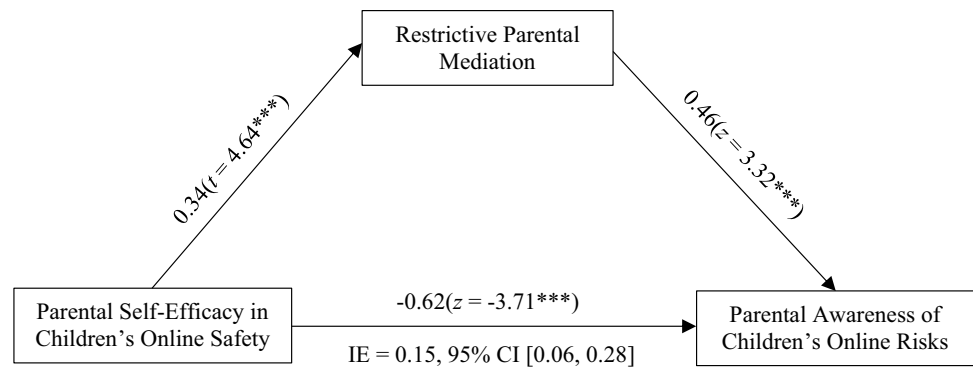 Restrictive Parental
Mediation
0.34(t = 4.64***)
0.46(z = 3.32***)
Parental Self-Efficacy in
Children’s Online Safety
-0.62(z = -3.71***)
IE = 0.15, 95% CI [0.06, 0.28]
Parental Awareness of
Children’s Online Risks